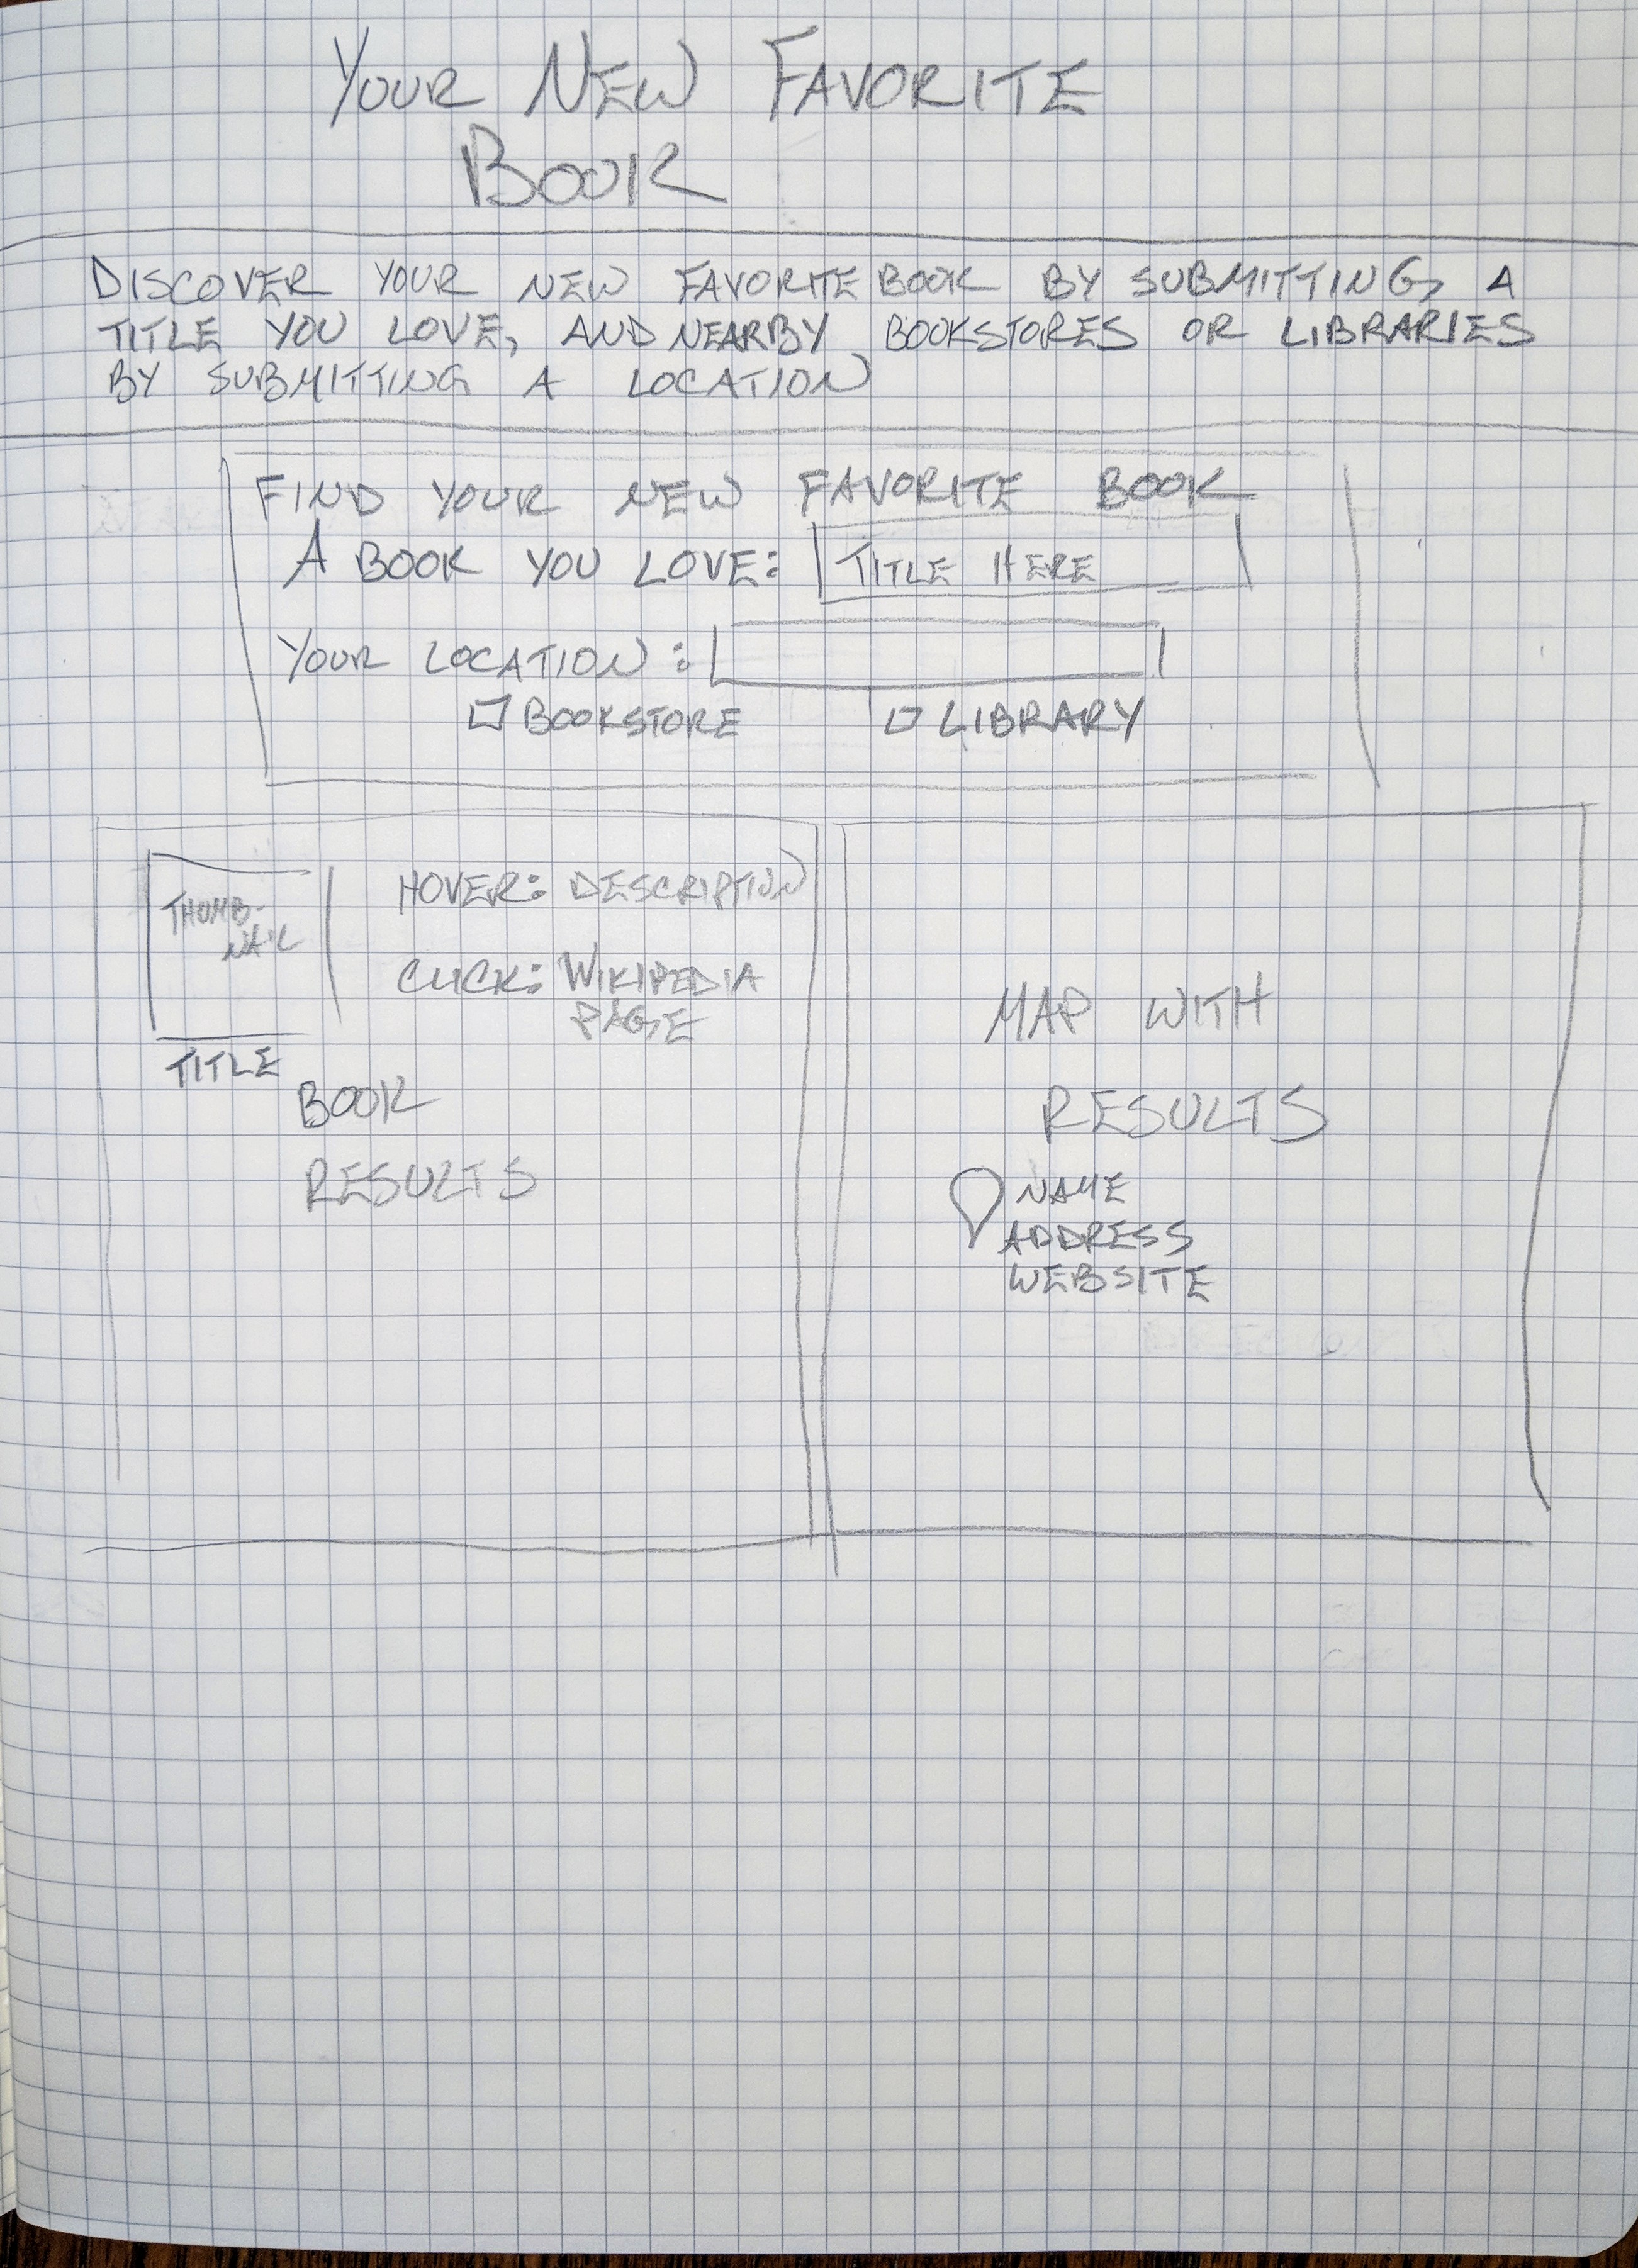 YOUR NEW FAVORITE
BOOK
DISCOVER YOUR NEW FAVORITE BOOK BY SUBMITTING A
TITLE YOU LOVE, AND NEARBY BOOKSTORES OR LIBRARIES
BY SUBMITTING A LOCATION
FIND YOUR NEW FAVORITE BOOK
A BOOK YOU LOVE: TITLE HERE
YOUR LOCATION:
BOOKSTORE LIBRARY
THUMB-
NAIL
HOVER: DESCRIPTION
CLICK: WIKIPEDIA
PAGE
TITLE
BOOK
RESULTS
MAP WITH
RESULTS
NAME
ADDRESS
WEBSITE